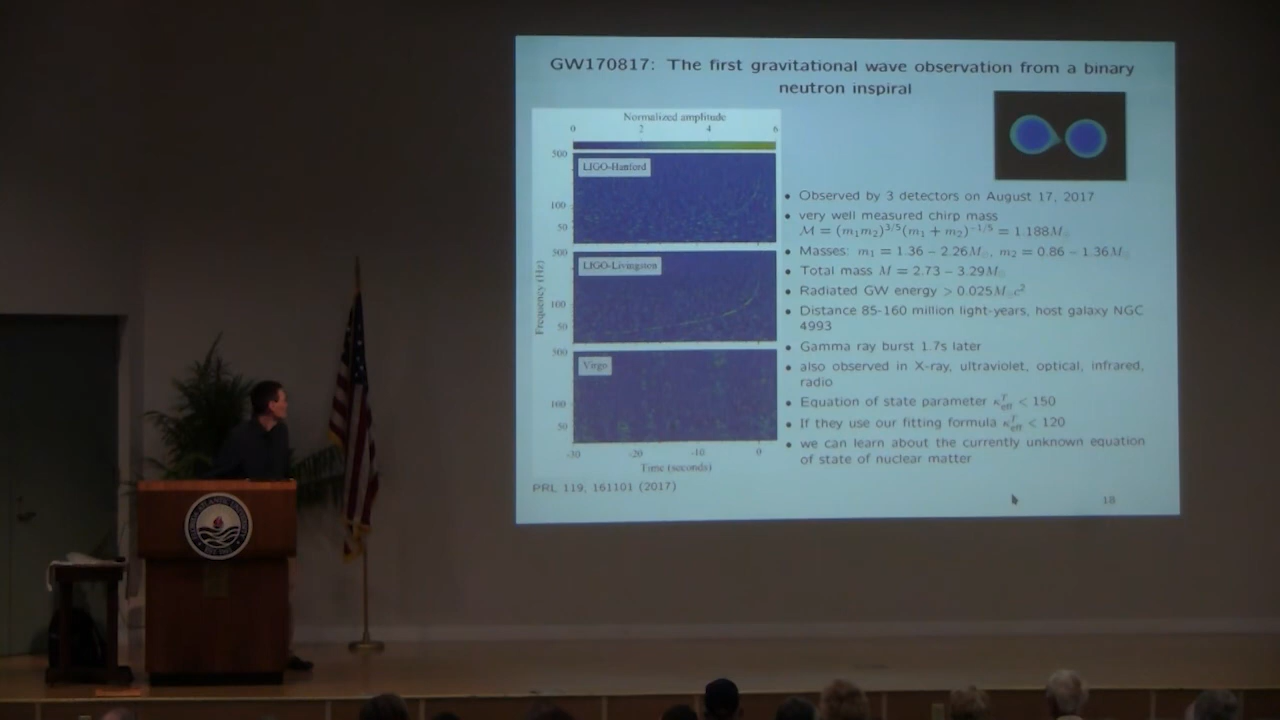 GW170817: The first gravitational wave observation from a binary
neutron inspiral
Normalized amplitude
0 2 4 6
500
LIGO-Hanford
100
50
500
LIGO-Livingston
100
50
500
Virgo
100
50
Frequency (Hz)
-30 -20 -10 0
Time (seconds)
• Observed by 3 detectors on August 17, 2017
• very well measured chirp mass
M = (m₁m₂)^3/5(m₁ + m₂)^−1/5 = 1.188M⊙
• Masses: m₁ = 1.36 − 2.26M⊙, m₂ = 0.86 − 1.36M⊙
• Total mass M = 2.73 − 3.29M⊙
• Radiated GW energy > 0.025M⊙c²
• Distance 85-160 million light-years, host galaxy NGC
4993
• Gamma ray burst 1.7s later
• also observed in X-ray, ultraviolet, optical, infrared,
radio
• Equation of state parameter κ^T_eff < 150
• If they use our fitting formula κ^T_eff < 120
• we can learn about the currently unknown equation
of state of nuclear matter
PRL 119, 161101 (2017)
18